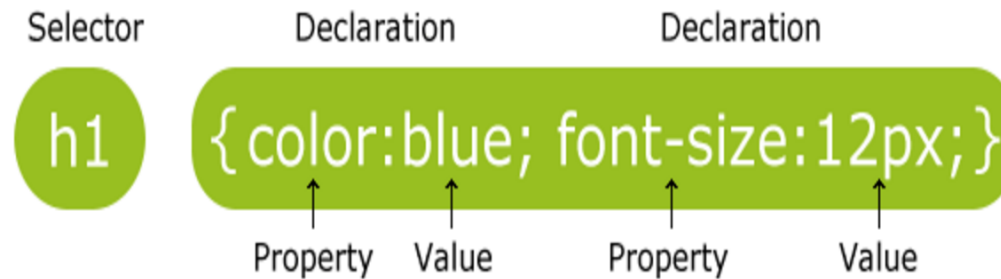 Selector Declaration Declaration
h1 {color:blue; font-size:12px;}
Property Value Property Value